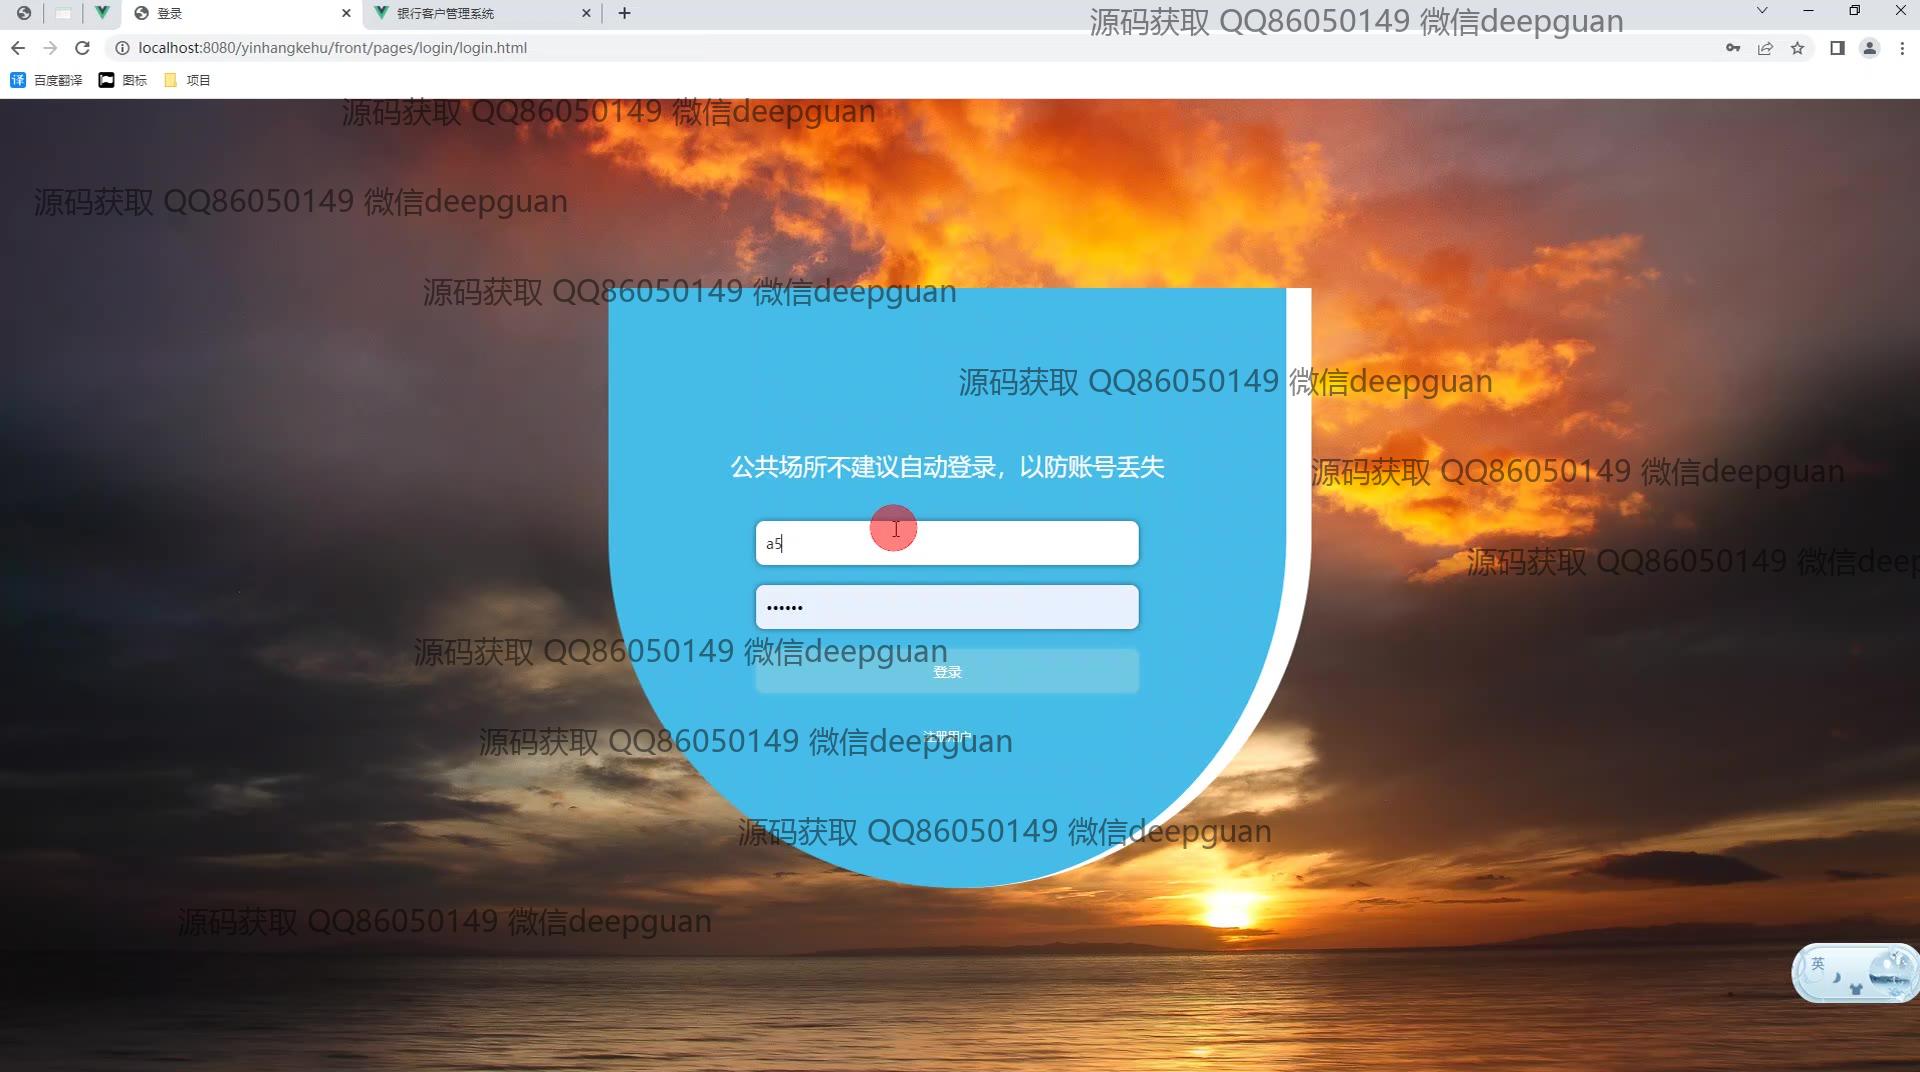 登录
银行客户管理系统
源码获取 QQ86050149 微信deepguan
localhost:8080/yinhangkehu/front/pages/login/login.html
译 百度翻译
图标
项目
源码获取 QQ86050149 微信deepguan
源码获取 QQ86050149 微信deepguan
源码获取 QQ86050149 微信deepguan
源码获取 QQ86050149 微信deepguan
公共场所不建议自动登录，以防账号丢失
源码获取 QQ86050149 微信deepguan
a5
源码获取 QQ86050149 微信deep
••••••
源码获取 QQ86050149 微信deepguan
登录
注册用户
源码获取 QQ86050149 微信deepguan
源码获取 QQ86050149 微信deepguan
源码获取 QQ86050149 微信deepguan
英